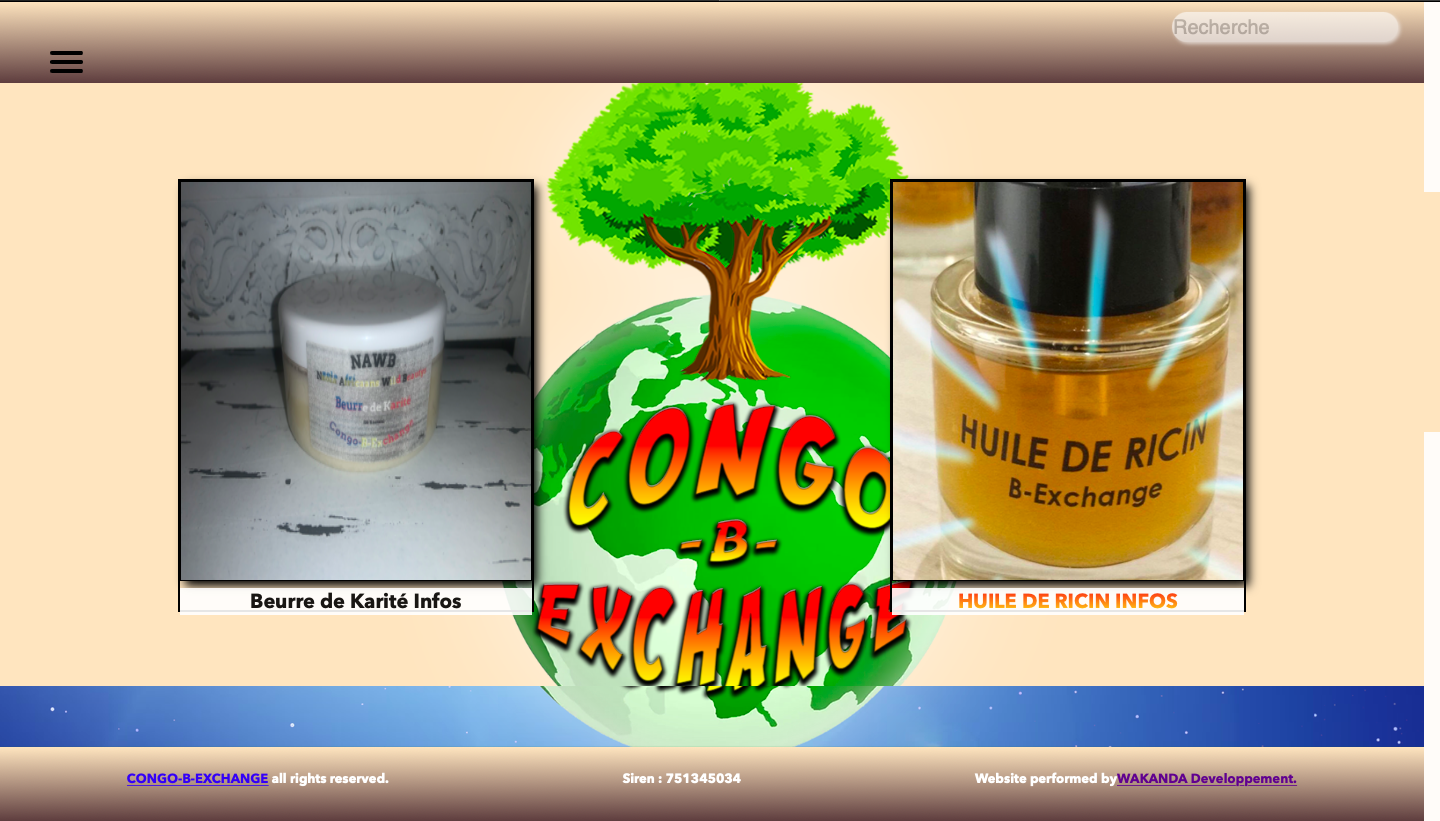 Recherche
NAWB
Beurre de Karité
Congo-B-Exchange
CONGO
-B-
EXCHANGE
HUILE DE RICIN
B-Exchange
Beurre de Karité Infos
HUILE DE RICIN INFOS
CONGO-B-EXCHANGE all rights reserved.
Siren : 751345034
Website performed byWAKANDA Developpement.